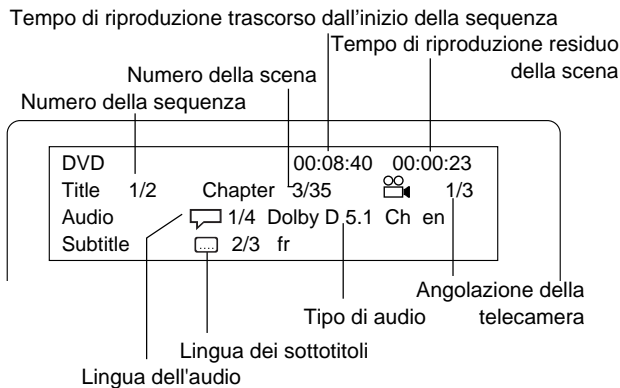 Tempo di riproduzione trascorso dall'inizio della sequenza
Tempo di riproduzione residuo
della scena
Numero della scena
Numero della sequenza
DVD 00:08:40 00:00:23
Title 1/2 Chapter 3/35 1/3
Audio 1/4 Dolby D 5.1 Ch en
Subtitle .... 2/3 fr
Angolazione della
telecamera
Tipo di audio
Lingua dei sottotitoli
Lingua dell'audio